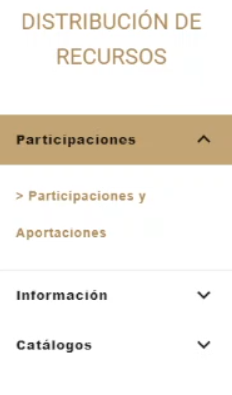 DISTRIBUCIÓN DE
RECURSOS
Participaciones
> Participaciones y
Aportaciones
Información
Catálogos